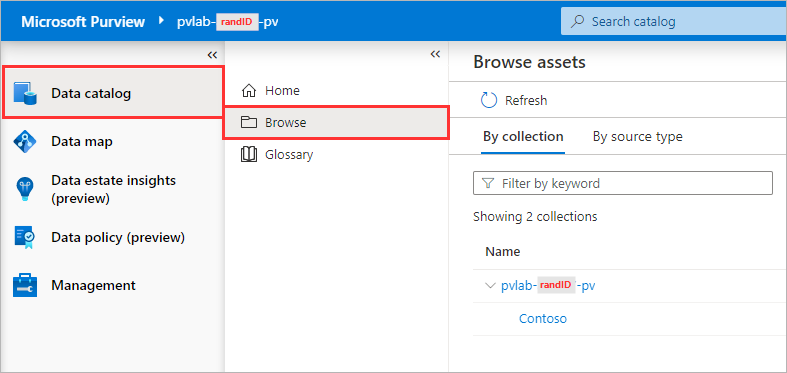 Microsoft Purview pvlab-randID-pv Search catalog
Data catalog
Data map
Data estate insights
(preview)
Data policy (preview)
Management
Home
Browse
Glossary
Browse assets
Refresh
By collection By source type
Filter by keyword
Showing 2 collections
Name
pvlab-randID-pv
Contoso